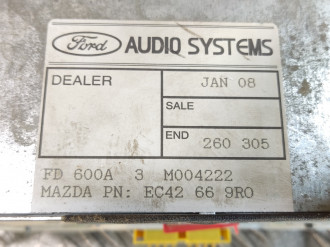 Ford AUDIO SYSTEMS
DEALER
JAN 08
SALE
END 260 305
FD 600A 3 M004222
MAZDA PN: EC42 66 9R0